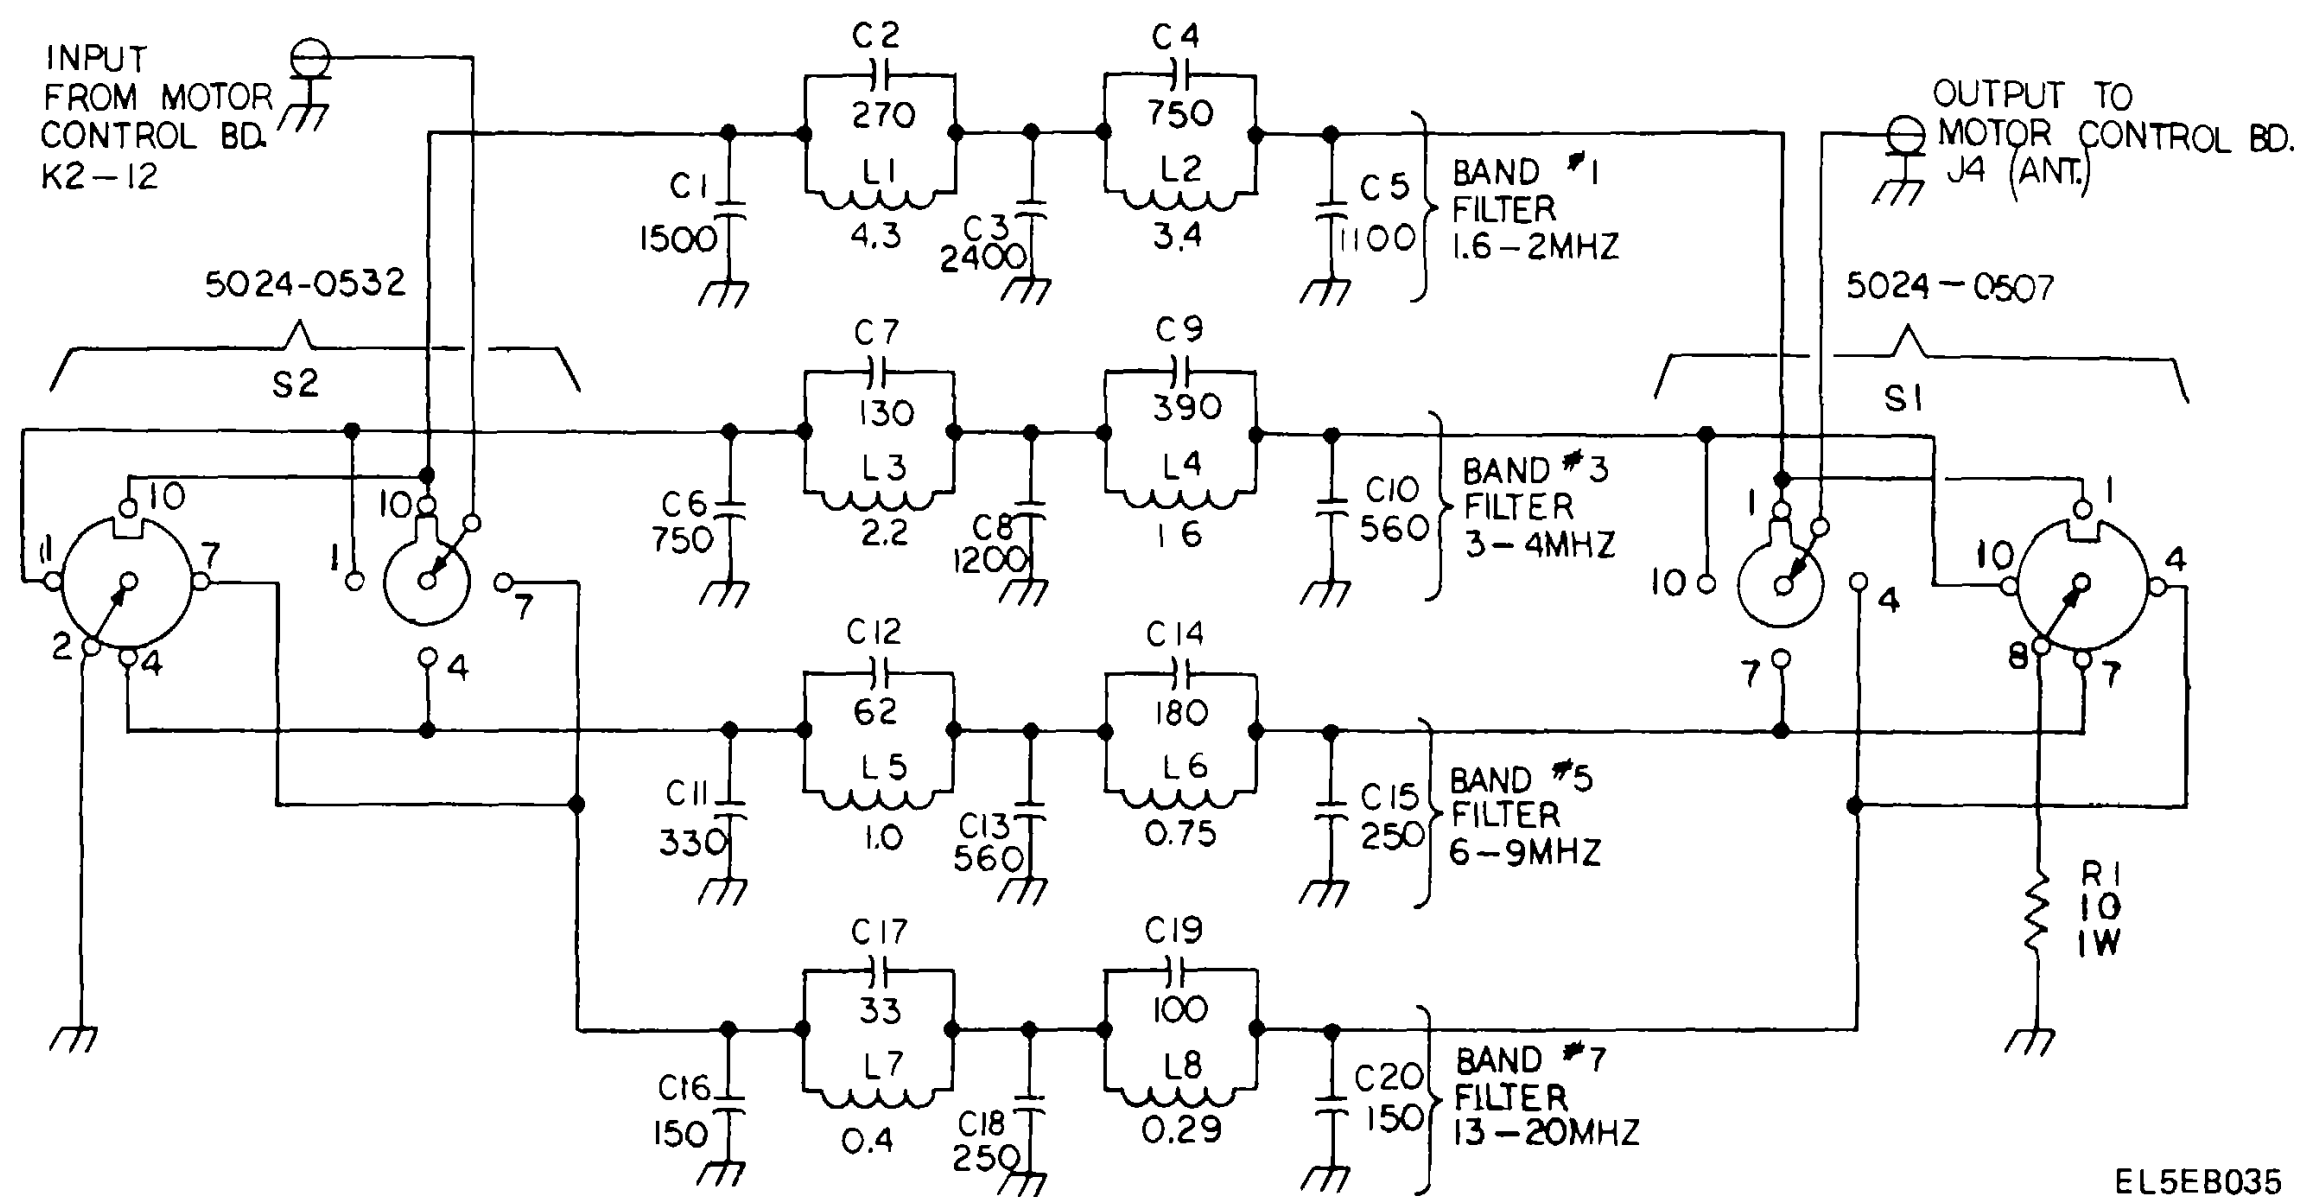 INPUT
FROM MOTOR
CONTROL BD.
K2-12
C2
270
L1
4.3
C4
750
L2
3.4
C1
1500
C3
2400
C5
1100
BAND #1
FILTER
1.6-2MHZ
OUTPUT TO
MOTOR CONTROL BD.
J4 (ANT.)
5024-0532
S2
5024-0507
S1
C7
130
L3
2.2
C9
390
L4
1 6
C6
750
C8
1200
C10
560
BAND #3
FILTER
3-4MHZ
10
1
7
2
4
10
1
7
4
1
10
4
7
1
10
4
8
7
C12
62
L5
1.0
C14
180
L6
0.75
C11
330
C13
560
C15
250
BAND #5
FILTER
6-9MHZ
R1
10
1W
C17
33
L7
0.4
C19
100
L8
0.29
C16
150
C18
250
C20
150
BAND #7
FILTER
13-20MHZ
EL5EB035